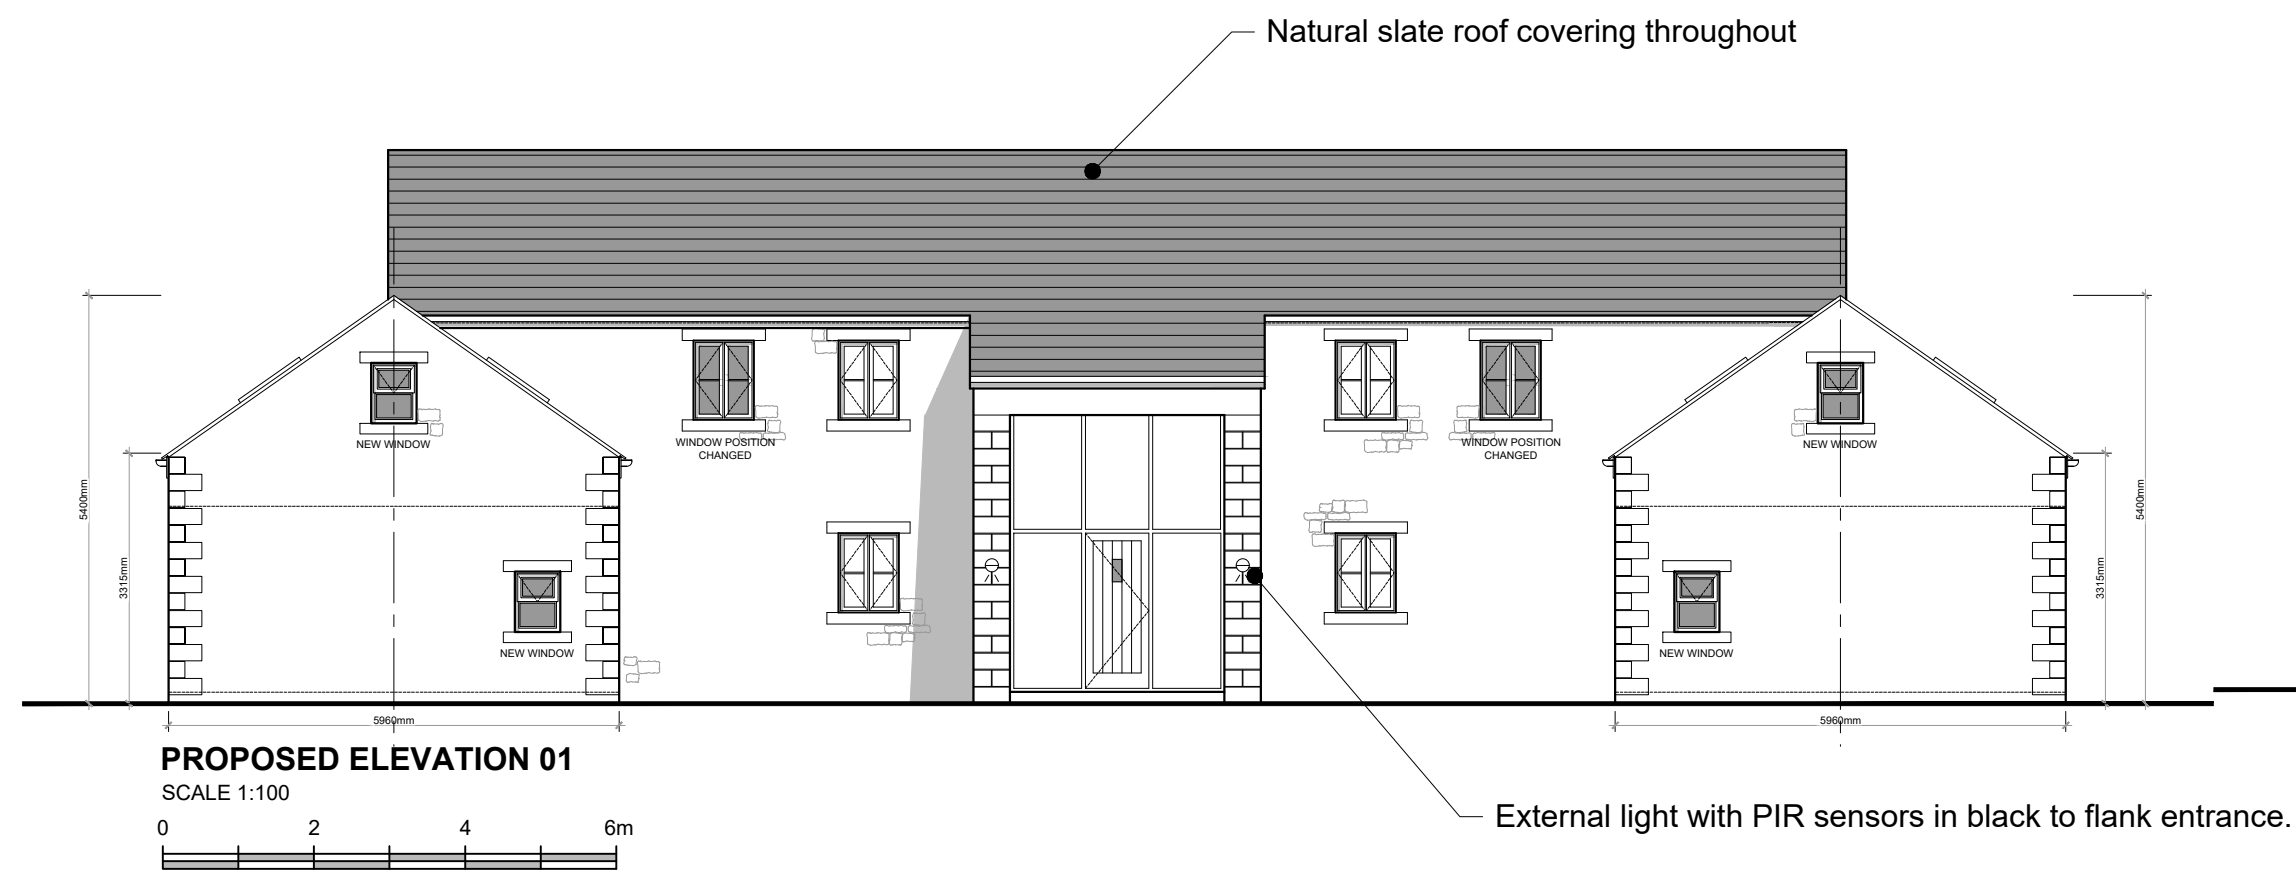 Natural slate roof covering throughout
NEW WINDOW
WINDOW POSITION
CHANGED
WINDOW POSITION
CHANGED
NEW WINDOW
5400mm
3315mm
NEW WINDOW
NEW WINDOW
3315mm
5400mm
5960mm
5960mm
PROPOSED ELEVATION 01
SCALE 1:100
0 2 4 6m
External light with PIR sensors in black to flank entrance.